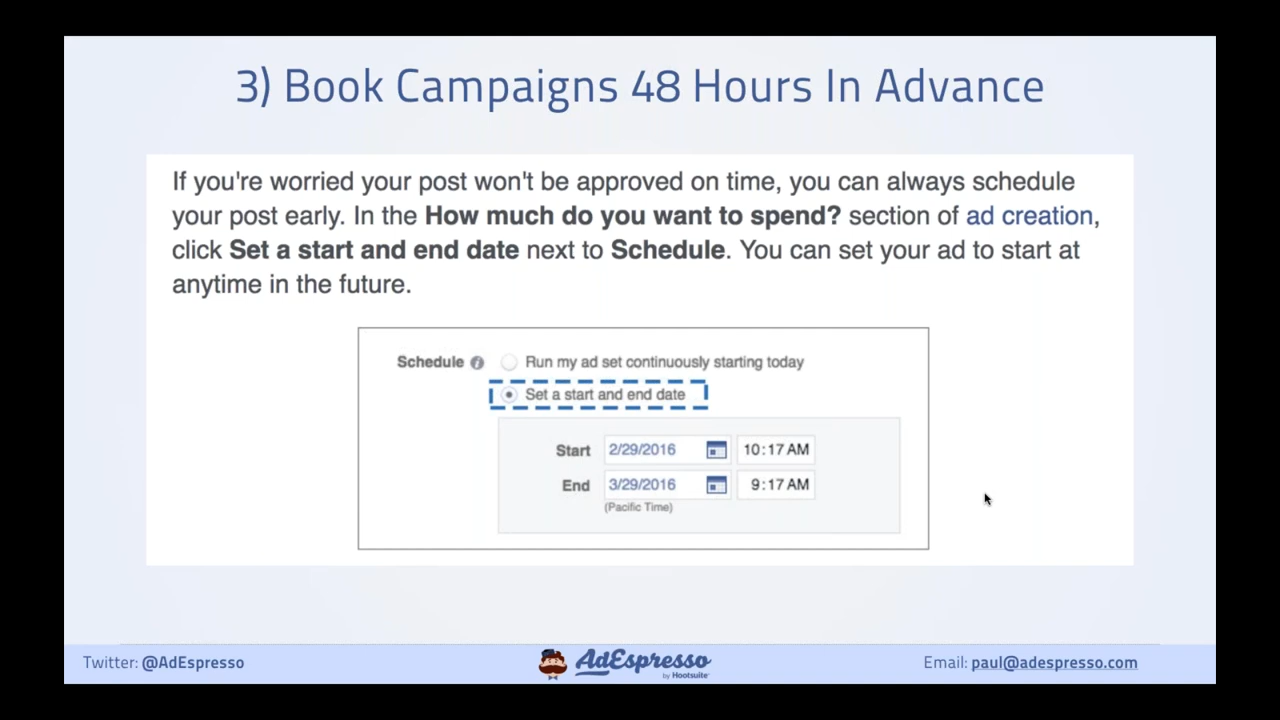 3) Book Campaigns 48 Hours In Advance
If you're worried your post won't be approved on time, you can always schedule
your post early. In the How much do you want to spend? section of ad creation,
click Set a start and end date next to Schedule. You can set your ad to start at
anytime in the future.
Schedule i Run my ad set continuously starting today
Set a start and end date
Start 2/29/2016 10:17 AM
End 3/29/2016 9:17 AM
(Pacific Time)
Twitter: @AdEspresso AdEspresso Email: paul@adespresso.com
by Hootsuite